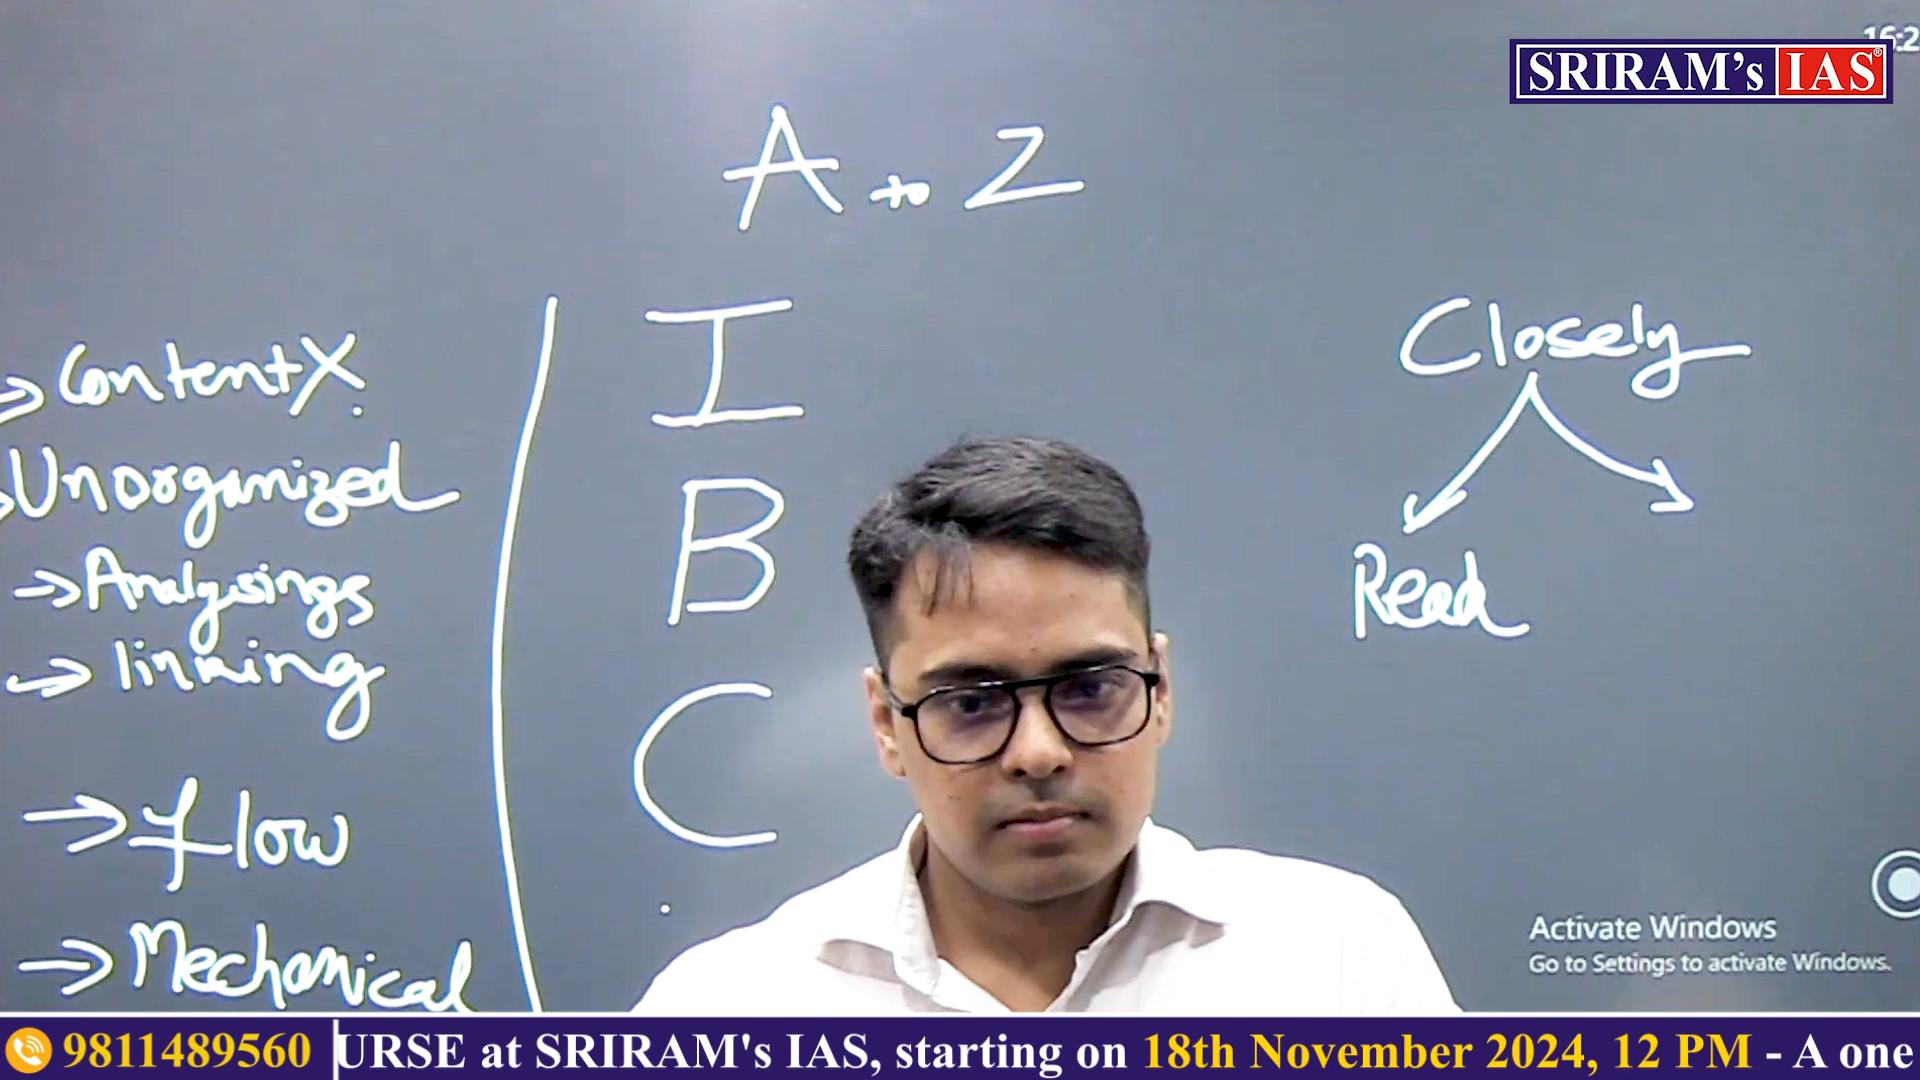 16:2
SRIRAM's IAS®
A to Z
→ Content X
Unorganized
→ Analysings
→ linking
→ flow
→ Mechanical
I
B
C
Closely
Read
Activate Windows
Go to Settings to activate Windows.
9811489560 URSE at SRIRAM's IAS, starting on 18th November 2024, 12 PM - A one